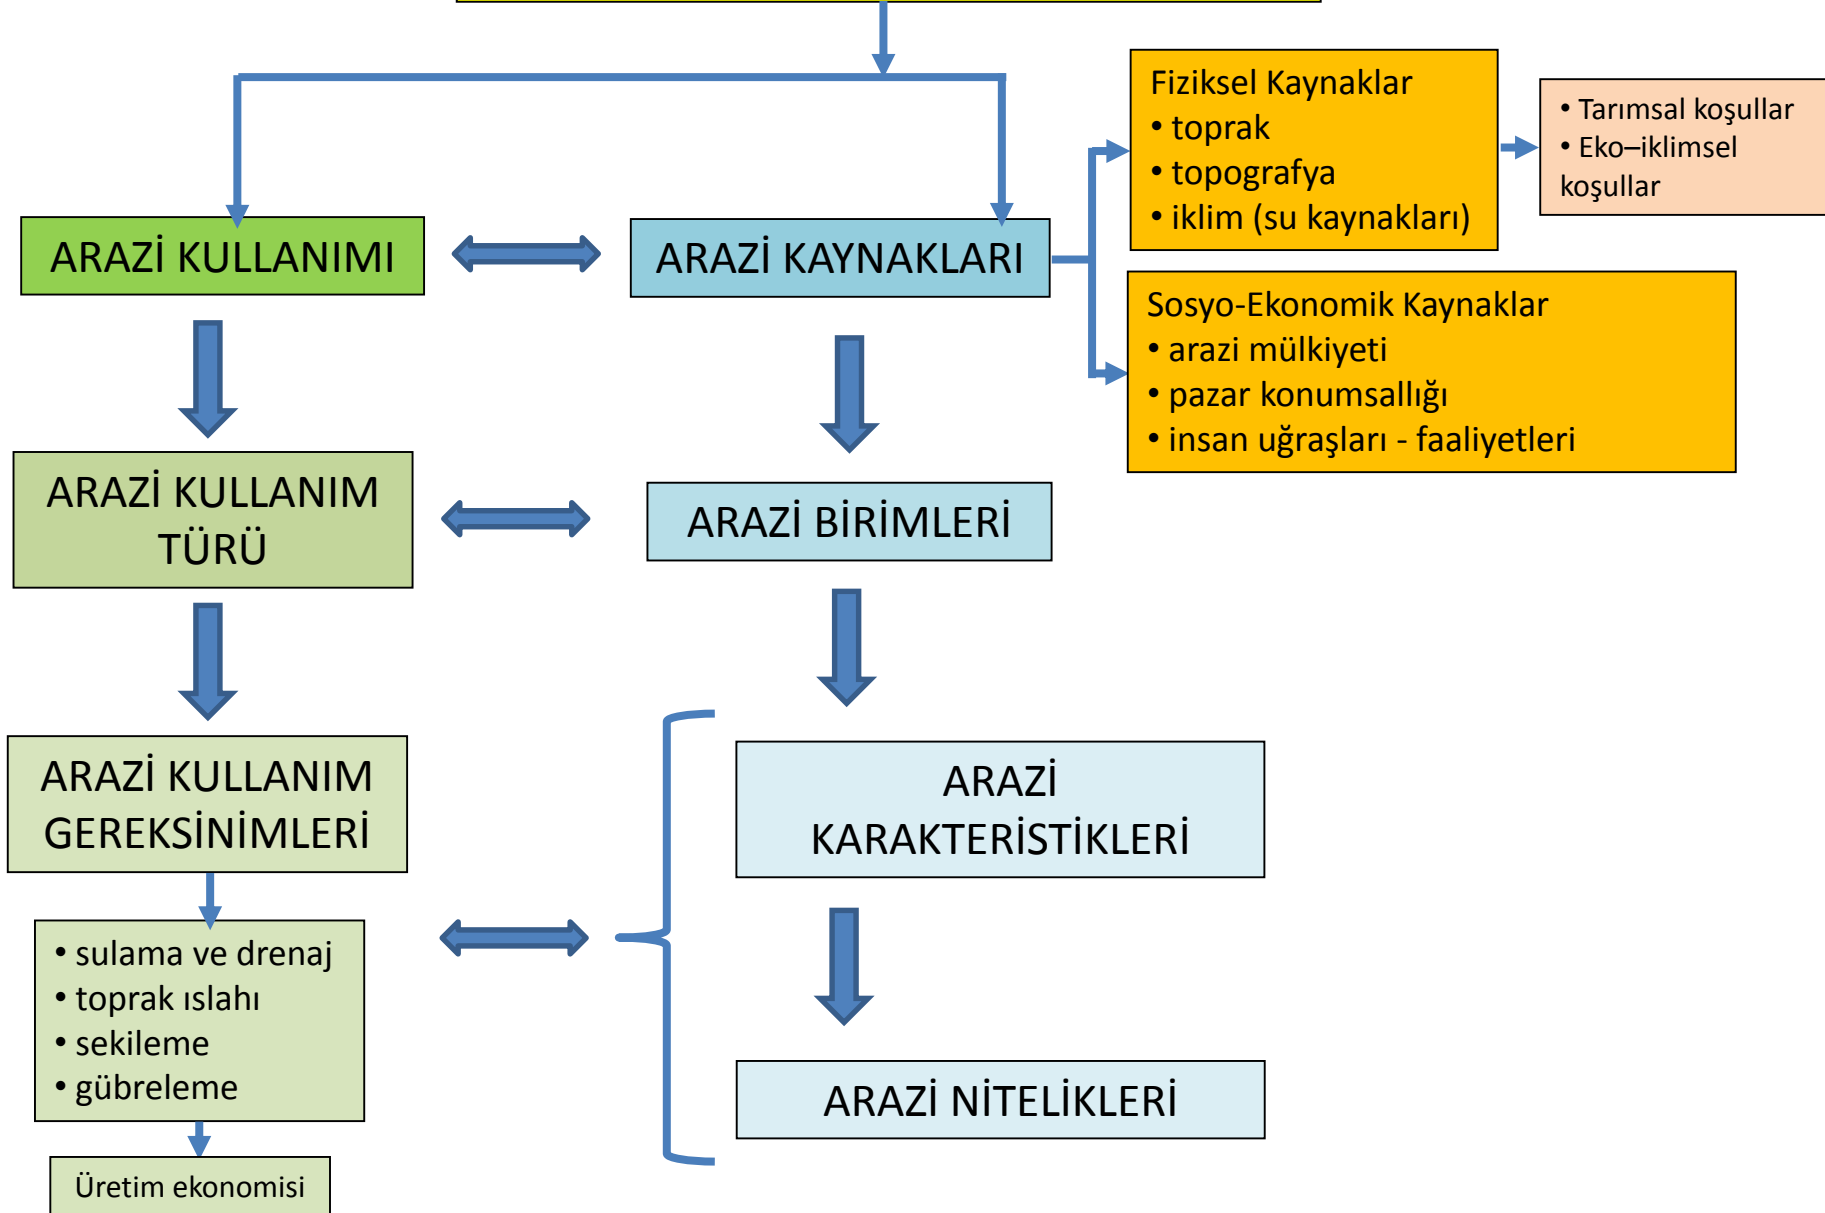 Fiziksel Kaynaklar
• toprak
• topografya
• iklim (su kaynakları)
• Tarımsal koşullar
• Eko–iklimsel
koşullar
ARAZİ KULLANIMI
ARAZİ KAYNAKLARI
Sosyo-Ekonomik Kaynaklar
• arazi mülkiyeti
• pazar konumsallığı
• insan uğraşları - faaliyetleri
ARAZİ KULLANIM
TÜRÜ
ARAZİ BİRİMLERİ
ARAZİ KULLANIM
GEREKSİNİMLERİ
ARAZİ
KARAKTERİSTİKLERİ
• sulama ve drenaj
• toprak ıslahı
• sekileme
• gübreleme
ARAZİ NİTELİKLERİ
Üretim ekonomisi